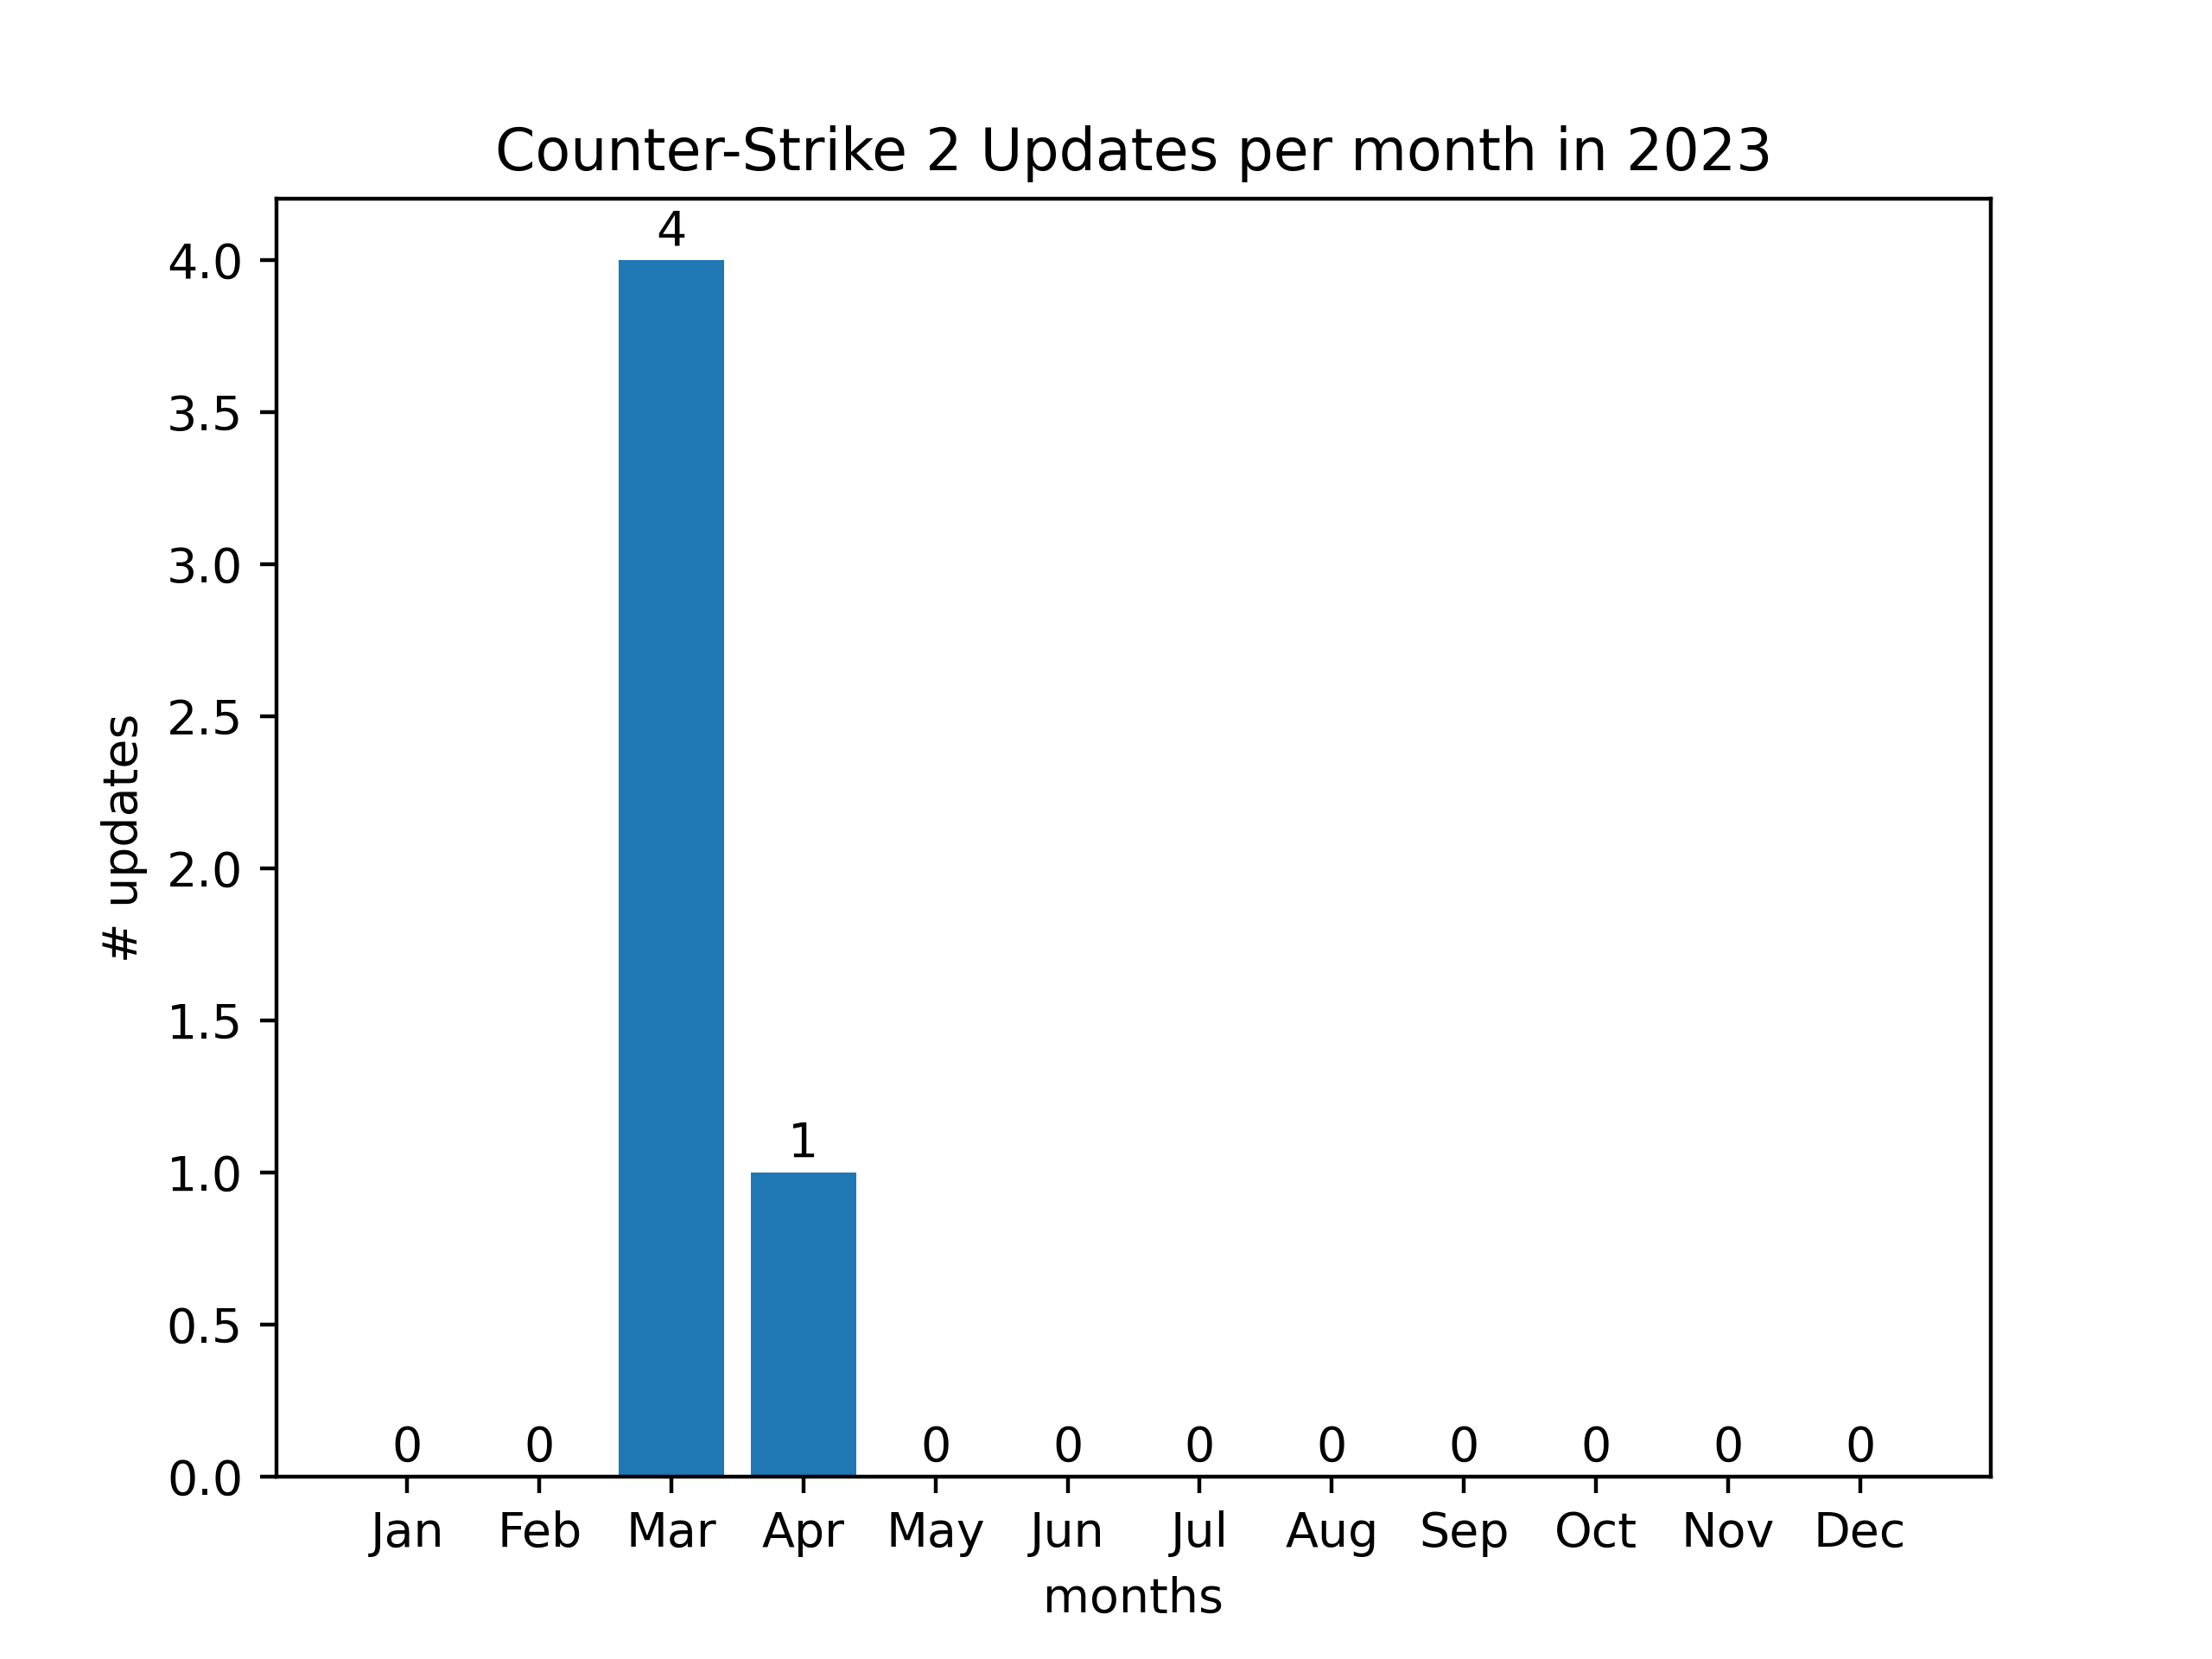 Counter-Strike 2 Updates per month in 2023
4
4.0
3.5
3.0
2.5
2.0
1.5
1
1.0
0.5
0 0 0 0 0 0 0 0 0 0
0.0
# updates
Jan Feb Mar Apr May Jun Jul Aug Sep Oct Nov Dec
months